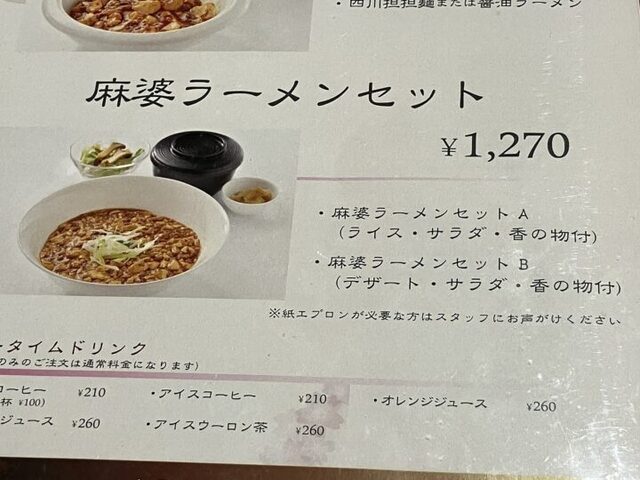 ・四川担担麺または醤油ラーメン
麻婆ラーメンセット
¥1,270
・麻婆ラーメンセット A
(ライス・サラダ・香の物付)
・麻婆ラーメンセット B
(デザート・サラダ・香の物付)
※紙エプロンが必要な方はスタッフにお声がけください
タイムドリンク
のみのご注文は通常料金になります)
コーヒー ¥210 ・アイスコーヒー ¥210 ・オレンジジュース ¥260
杯 ¥100)
ジュース ¥260 ・アイスウーロン茶 ¥260